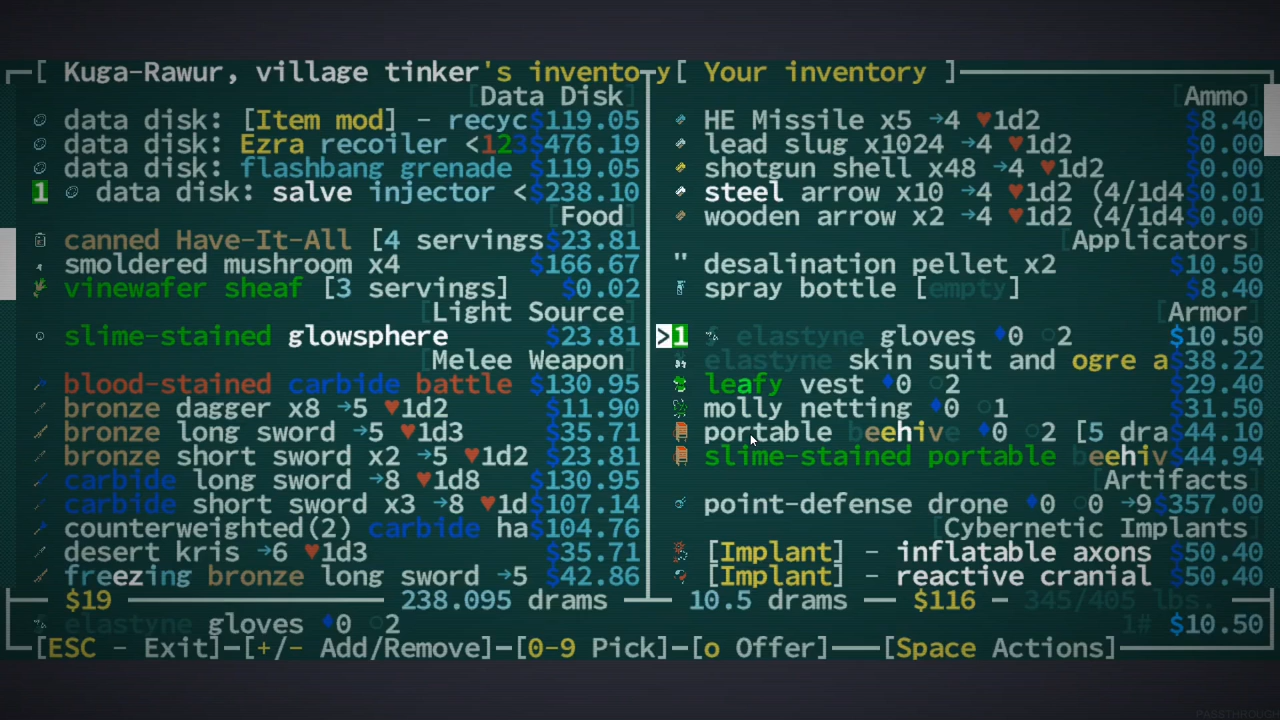 [ Kuga-Rawur, village tinker's inventory
[Data Disk]
data disk: [Item mod] - recyc$119.05
data disk: Ezra recoiler <123$476.19
data disk: flashbang grenade $119.05
1 data disk: salve injector <$238.10
[Food]
canned Have-It-All [4 servings$23.81
smoldered mushroom x4 $166.67
vinewafer sheaf [3 servings] $0.02
[Light Source]
slime-stained glowsphere $23.81
[Melee Weapon]
blood-stained carbide battle $130.95
bronze dagger x8 →5 ♥1d2 $11.90
bronze long sword →5 ♥1d3 $35.71
bronze short sword x2 →5 ♥1d2 $23.81
carbide long sword →8 ♥1d8 $130.95
carbide short sword x3 →8 ♥1d$107.14
counterweighted(2) carbide ha$104.76
desert kris →6 ♥1d3 $35.71
freezing bronze long sword →5 $42.86
$19 238.095 drams
[ Your inventory ]
[Ammo]
HE Missile x5 →4 ♥1d2 $8.40
lead slug x1024 →4 ♥1d2 $0.00
shotgun shell x48 →4 ♥1d2 $0.00
steel arrow x10 →4 ♥1d2 (4/1d4$0.01
wooden arrow x2 →4 ♥1d2 (4/1d4$0.00
[Applicators]
" desalination pellet x2 $10.50
spray bottle [empty] $8.40
[Armor]
>1 elastyne gloves ♦0 ○2 $10.50
elastyne skin suit and ogre a$38.22
leafy vest ♦0 ○2 $29.40
molly netting ♦0 ○1 $31.50
portable beehive ♦0 ○2 [5 dra$44.10
slime-stained portable beehiv$44.94
[Artifacts]
point-defense drone ♦0 ○0 →9$357.00
[Cybernetic Implants]
[Implant] - inflatable axons $50.40
[Implant] - reactive cranial $50.40
10.5 drams $116 345/405 lbs.
elastyne gloves ♦0 ○2 1# $10.50
[ESC - Exit] [+/- Add/Remove] [0-9 Pick] [o Offer] [Space Actions]
PASSTHROUGH